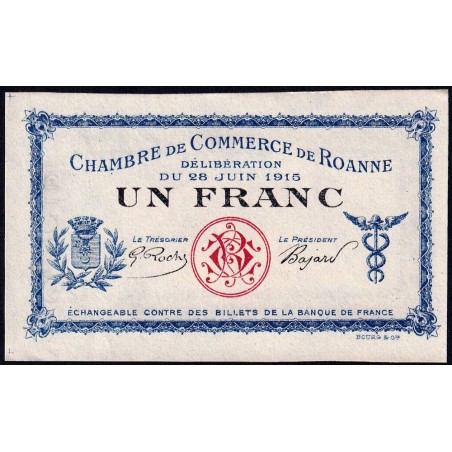 CHAMBRE DE COMMERCE DE ROANNE
DÉLIBÉRATION
DU 28 JUIN 1915
UN FRANC
LE TRÉSORIER
LE PRÉSIDENT
Bajard
ÉCHANGEABLE CONTRE DES BILLETS DE LA BANQUE DE FRANCE
BOURG & Cie